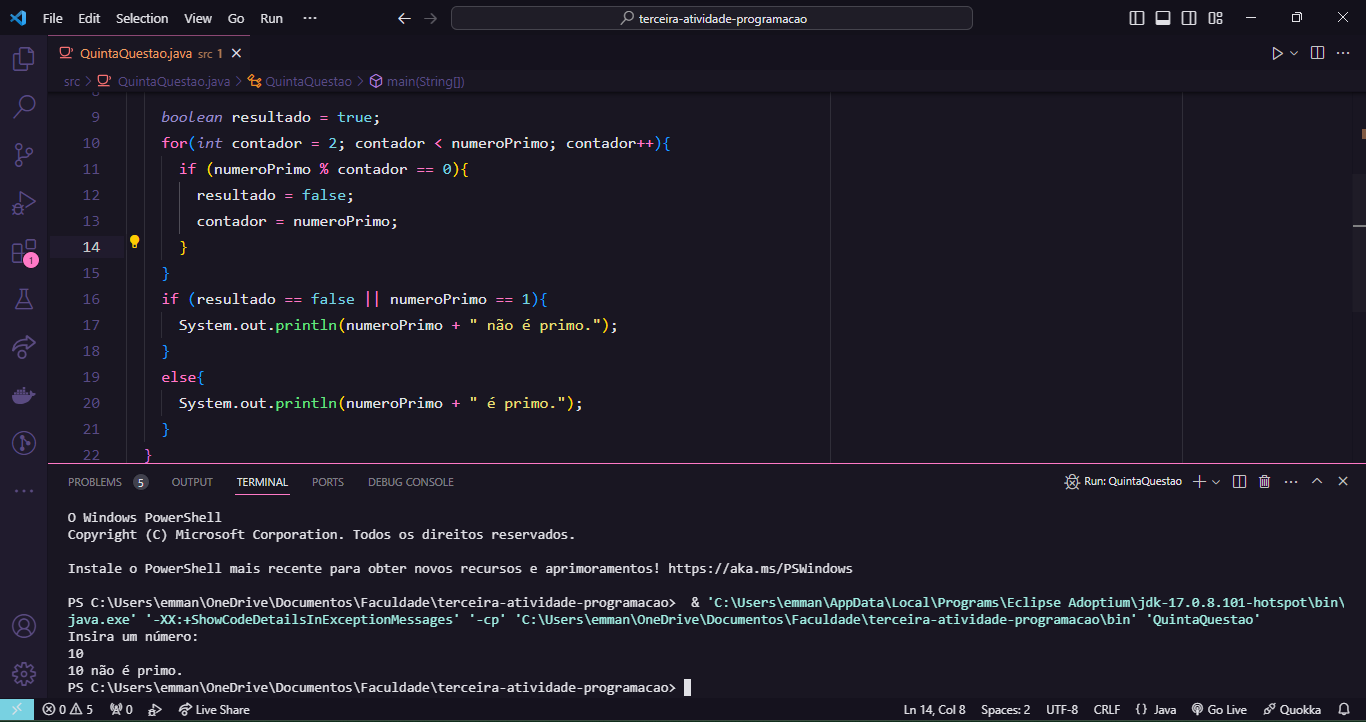 File Edit Selection View Go Run ··· terceira-atividade-programacao
QuintaQuestao.java src 1
src > QuintaQuestao.java > QuintaQuestao > main(String[])
9 boolean resultado = true;
10 for(int contador = 2; contador < numeroPrimo; contador++){
11 if (numeroPrimo % contador == 0){
12 resultado = false;
13 contador = numeroPrimo;
14 }
15 }
16 if (resultado == false || numeroPrimo == 1){
17 System.out.println(numeroPrimo + " não é primo.");
18 }
19 else{
20 System.out.println(numeroPrimo + " é primo.");
21 }
22 }
1
PROBLEMS 5 OUTPUT TERMINAL PORTS DEBUG CONSOLE Run: QuintaQuestao
O Windows PowerShell
Copyright (C) Microsoft Corporation. Todos os direitos reservados.
Instale o PowerShell mais recente para obter novos recursos e aprimoramentos! https://aka.ms/PSWindows
PS C:\Users\emman\OneDrive\Documentos\Faculdade\terceira-atividade-programacao>  & 'C:\Users\emman\AppData\Local\Programs\Eclipse Adoptium\jdk-17.0.8.101-hotspot\bin\
java.exe' '-XX:+ShowCodeDetailsInExceptionMessages' '-cp' 'C:\Users\emman\OneDrive\Documentos\Faculdade\terceira-atividade-programacao\bin' 'QuintaQuestao'
Insira um número:
10
10 não é primo.
PS C:\Users\emman\OneDrive\Documentos\Faculdade\terceira-atividade-programacao>
0 5 0 Live Share Ln 14, Col 8 Spaces: 2 UTF-8 CRLF {} Java Go Live Quokka